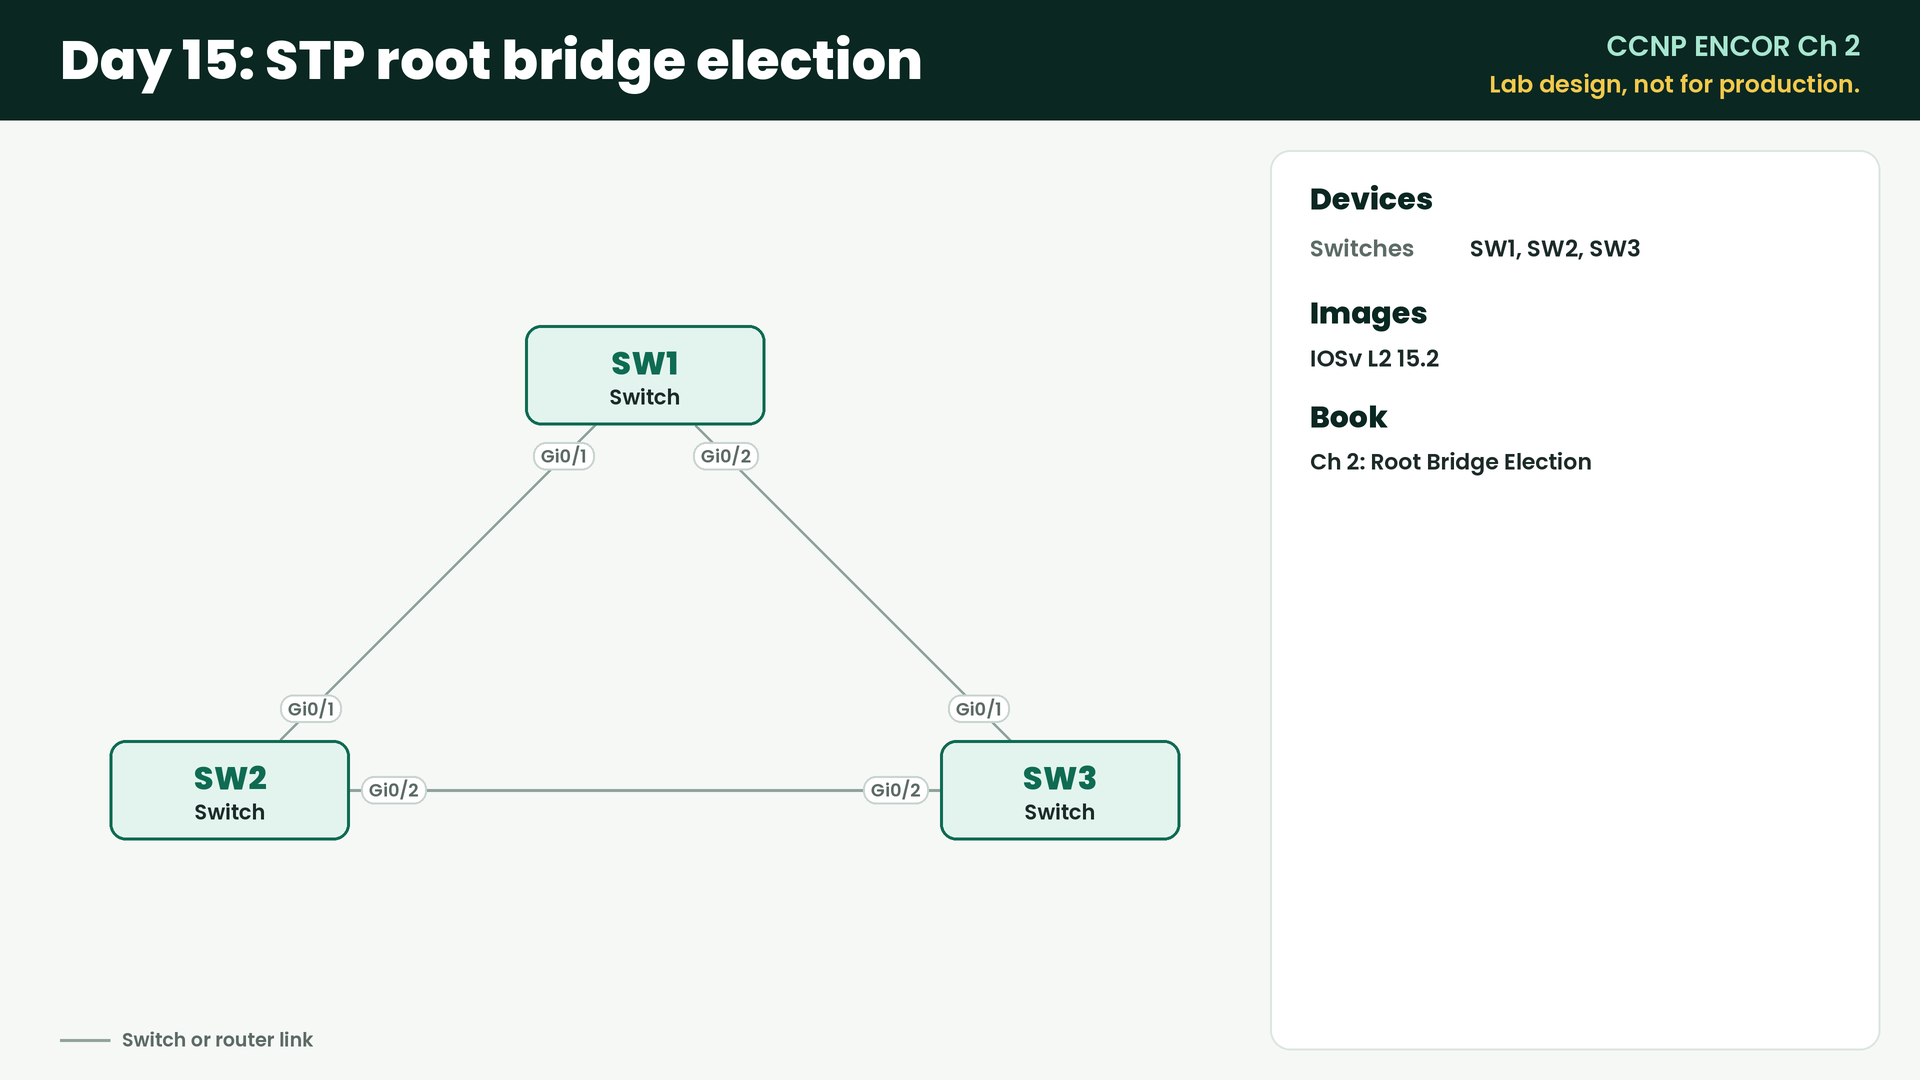 Day 15: STP root bridge election
CCNP ENCOR Ch 2
Lab design, not for production.
SW1
Switch
Gi0/1
Gi0/2
Gi0/1
Gi0/1
SW2
Switch
Gi0/2
Gi0/2
SW3
Switch
Switch or router link
Devices
Switches SW1, SW2, SW3
Images
IOSv L2 15.2
Book
Ch 2: Root Bridge Election